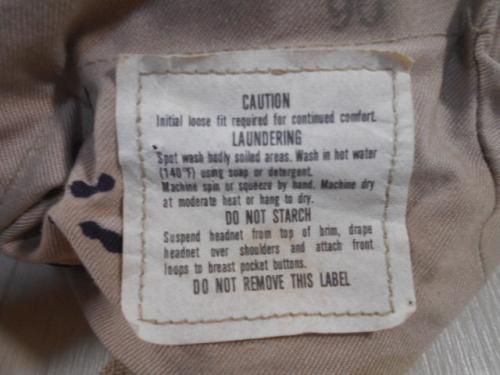 95
CAUTION
Initial loose fit required for continued comfort.
LAUNDERING
Spot wash badly soiled areas. Wash in hot water
(140°F) using soap or detergent.
Machine spin or squeeze by hand. Machine dry
at moderate heat or hang to dry.
DO NOT STARCH
Suspend headnet from top of brim, drape
headnet over shoulders and attach front
loops to breast pocket buttons.
DO NOT REMOVE THIS LABEL